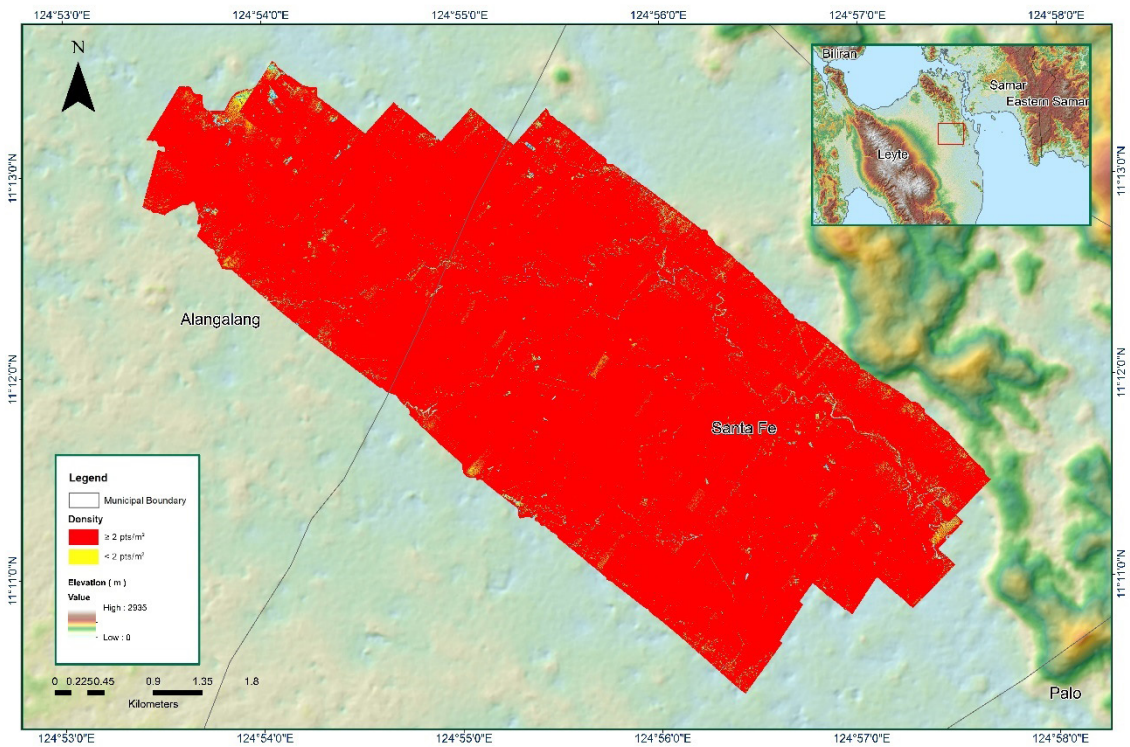 124°53'0"E 124°54'0"E 124°55'0"E 124°56'0"E 124°57'0"E 124°58'0"E
N
Biliran
Samar
Eastern Samar
Leyte
11°13'0"N 11°13'0"N
Alangalang
11°12'0"N 11°12'0"N
Santa Fe
Legend
Municipal Boundary
Density
≥ 2 pts/m²
< 2 pts/m²
Elevation ( m )
Value
High : 2935
Low : 0
11°11'0"N 11°11'0"N
0 0.2250.45 0.9 1.35 1.8
Kilometers
Palo
124°53'0"E 124°54'0"E 124°55'0"E 124°56'0"E 124°57'0"E 124°58'0"E